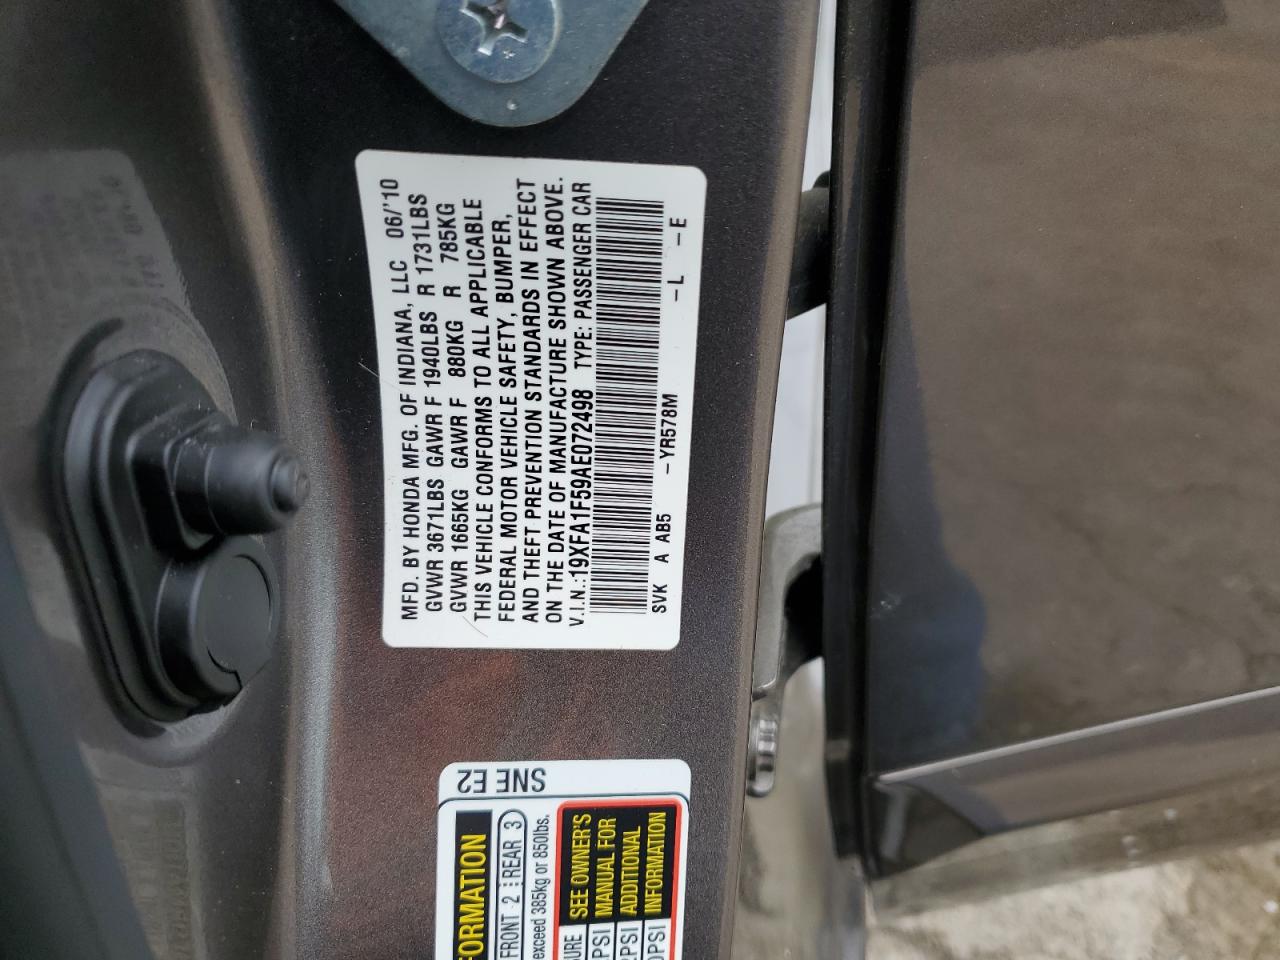 MFD. BY HONDA MFG. OF INDIANA, LLC 06/'10
GVWR 3671LBS GAWR F 1940LBS R 1731LBS
GVWR 1665KG GAWR F 880KG R 785KG
THIS VEHICLE CONFORMS TO ALL APPLICABLE
FEDERAL MOTOR VEHICLE SAFETY, BUMPER,
AND THEFT PREVENTION STANDARDS IN EFFECT
ON THE DATE OF MANUFACTURE SHOWN ABOVE.
V.I.N.:19XFA1F59AE072498 TYPE: PASSENGER CAR
SVK A AB5 -YR578M -L -E
SNE E2
FRONT 2 REAR 3
exceed 385kg or 850lbs.
SEE OWNER'S
MANUAL FOR
ADDITIONAL
INFORMATION
PSI
PSI
PSI